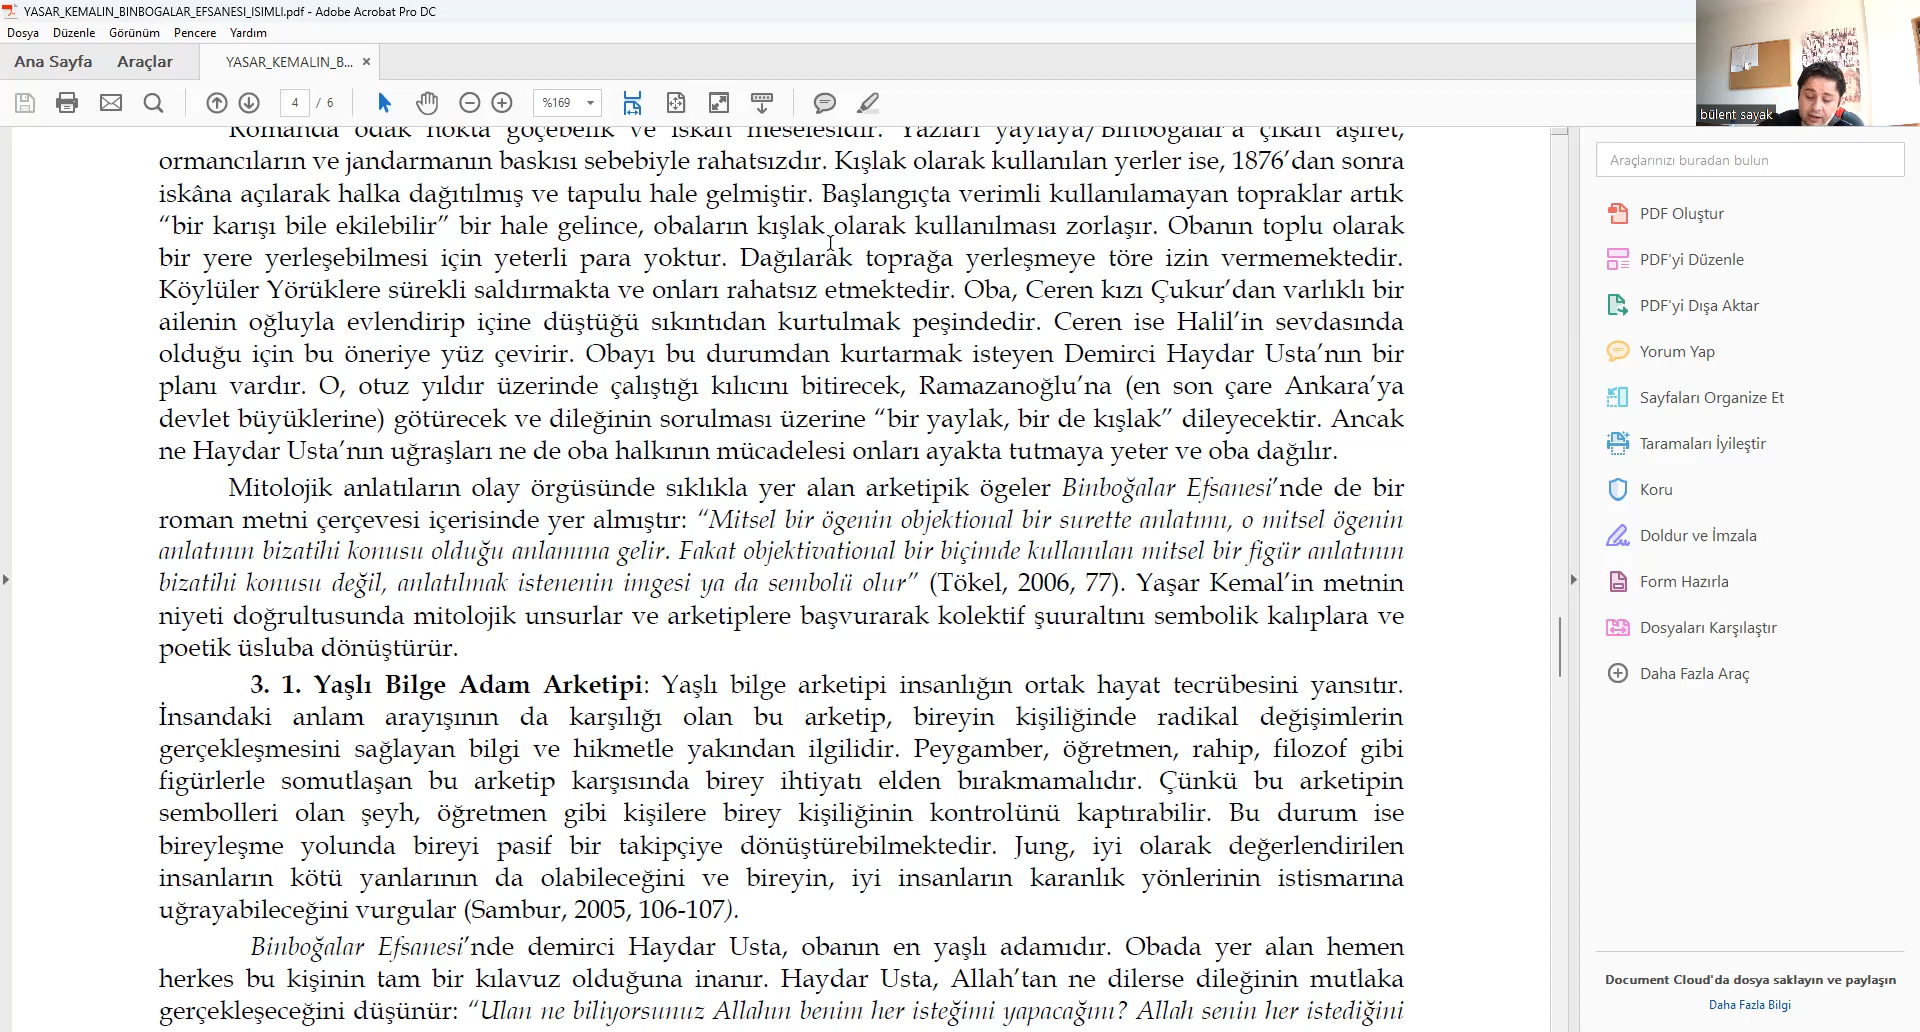 YASAR_KEMALIN_BINBOGALAR_EFSANESI_ISIMLI.pdf - Adobe Acrobat Pro DC
Dosya Düzenle Görünüm Pencere Yardım
Ana Sayfa Araçlar YASAR_KEMALIN_B... ×
4 / 6 %169
bülent sayak
Romanda odak nokta göçebelik ve iskân meselesidir. Yazları yaylaya/Binboğalar'a çıkan aşiret,
ormancıların ve jandarmanın baskısı sebebiyle rahatsızdır. Kışlak olarak kullanılan yerler ise, 1876'dan sonra
iskâna açılarak halka dağıtılmış ve tapulu hale gelmiştir. Başlangıçta verimli kullanılamayan topraklar artık
“bir karışı bile ekilebilir” bir hale gelince, obaların kışlak olarak kullanılması zorlaşır. Obanın toplu olarak
bir yere yerleşebilmesi için yeterli para yoktur. Dağılarak toprağa yerleşmeye töre izin vermemektedir.
Köylüler Yörüklere sürekli saldırmakta ve onları rahatsız etmektedir. Oba, Ceren kızı Çukur'dan varlıklı bir
ailenin oğluyla evlendirip içine düştüğü sıkıntıdan kurtulmak peşindedir. Ceren ise Halil'in sevdasında
olduğu için bu öneriye yüz çevirir. Obayı bu durumdan kurtarmak isteyen Demirci Haydar Usta'nın bir
planı vardır. O, otuz yıldır üzerinde çalıştığı kılıcını bitirecek, Ramazanoğlu'na (en son çare Ankara'ya
devlet büyüklerine) götürecek ve dileğinin sorulması üzerine “bir yaylak, bir de kışlak” dileyecektir. Ancak
ne Haydar Usta'nın uğraşları ne de oba halkının mücadelesi onları ayakta tutmaya yeter ve oba dağılır.
Mitolojik anlatıların olay örgüsünde sıklıkla yer alan arketipik ögeler Binboğalar Efsanesi'nde de bir
roman metni çerçevesi içerisinde yer almıştır: “Mitsel bir ögenin objektional bir surette anlatımı, o mitsel ögenin
anlatının bizatihi konusu olduğu anlamına gelir. Fakat objektivational bir biçimde kullanılan mitsel bir figür anlatının
bizatihi konusu değil, anlatılmak istenenin imgesi ya da sembolü olur” (Tökel, 2006, 77). Yaşar Kemal'in metnin
niyeti doğrultusunda mitolojik unsurlar ve arketiplere başvurarak kolektif şuuraltını sembolik kalıplara ve
poetik üsluba dönüştürür.
3. 1. Yaşlı Bilge Adam Arketipi: Yaşlı bilge arketipi insanlığın ortak hayat tecrübesini yansıtır.
İnsandaki anlam arayışının da karşılığı olan bu arketip, bireyin kişiliğinde radikal değişimlerin
gerçekleşmesini sağlayan bilgi ve hikmetle yakından ilgilidir. Peygamber, öğretmen, rahip, filozof gibi
figürlerle somutlaşan bu arketip karşısında birey ihtiyatı elden bırakmamalıdır. Çünkü bu arketipin
sembolleri olan şeyh, öğretmen gibi kişilere birey kişiliğinin kontrolünü kaptırabilir. Bu durum ise
bireyleşme yolunda bireyi pasif bir takipçiye dönüştürebilmektedir. Jung, iyi olarak değerlendirilen
insanların kötü yanlarının da olabileceğini ve bireyin, iyi insanların karanlık yönlerinin istismarına
uğrayabileceğini vurgular (Sambur, 2005, 106-107).
Binboğalar Efsanesi'nde demirci Haydar Usta, obanın en yaşlı adamıdır. Obada yer alan hemen
herkes bu kişinin tam bir kılavuz olduğuna inanır. Haydar Usta, Allah'tan ne dilerse dileğinin mutlaka
gerçekleşeceğini düşünür: “Ulan ne biliyorsunuz Allahın benim her isteğimi yapacağını? Allah senin her istediğini
Araçlarınızı buradan bulun
PDF Oluştur
PDF'yi Düzenle
PDF'yi Dışa Aktar
Yorum Yap
Sayfaları Organize Et
Taramaları İyileştir
Koru
Doldur ve İmzala
Form Hazırla
Dosyaları Karşılaştır
Daha Fazla Araç
Document Cloud'da dosya saklayın ve paylaşın
Daha Fazla Bilgi